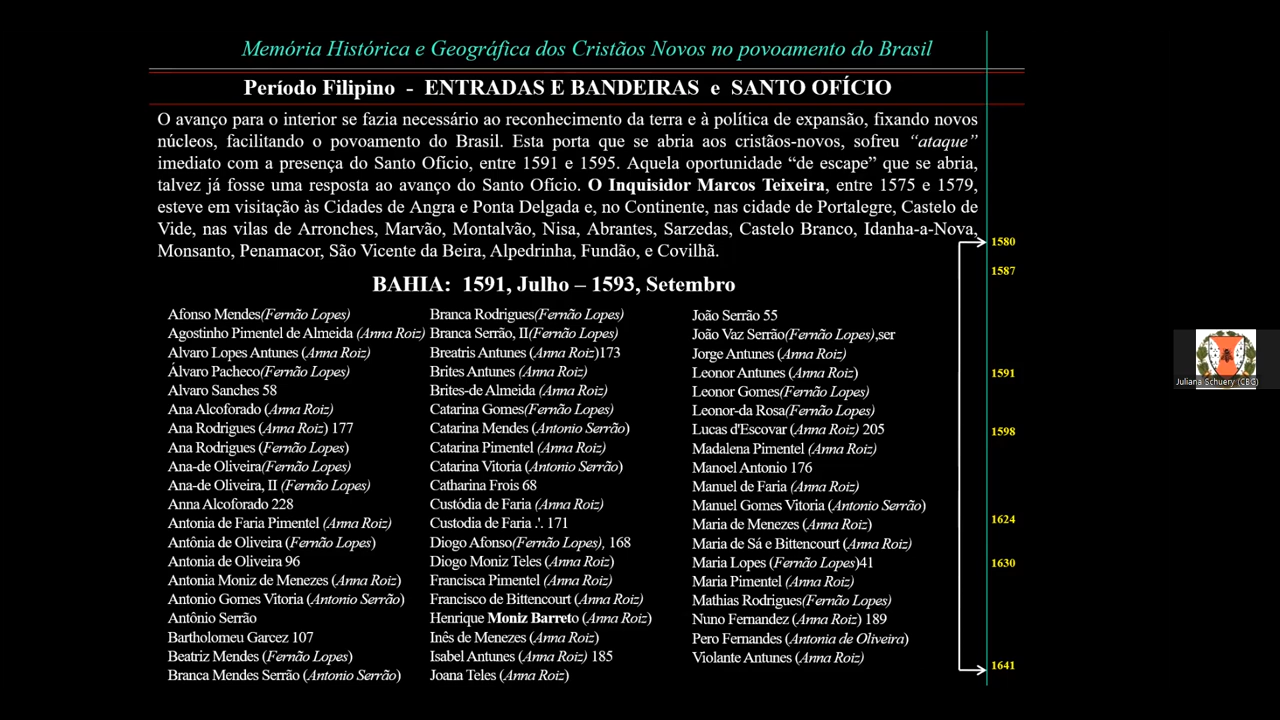 Memória Histórica e Geográfica dos Cristãos Novos no povoamento do Brasil
Período Filipino - ENTRADAS E BANDEIRAS e SANTO OFÍCIO
O avanço para o interior se fazia necessário ao reconhecimento da terra e à política de expansão, fixando novos
núcleos, facilitando o povoamento do Brasil. Esta porta que se abria aos cristãos-novos, sofreu “ataque”
imediato com a presença do Santo Ofício, entre 1591 e 1595. Aquela oportunidade “de escape” que se abria,
talvez já fosse uma resposta ao avanço do Santo Ofício. O Inquisidor Marcos Teixeira, entre 1575 e 1579,
esteve em visitação às Cidades de Angra e Ponta Delgada e, no Continente, nas cidade de Portalegre, Castelo de
Vide, nas vilas de Arronches, Marvão, Montalvão, Nisa, Abrantes, Sarzedas, Castelo Branco, Idanha-a-Nova,
Monsanto, Penamacor, São Vicente da Beira, Alpedrinha, Fundão, e Covilhã.
BAHIA: 1591, Julho – 1593, Setembro
Afonso Mendes(Fernão Lopes)
Agostinho Pimentel de Almeida (Anna Roiz)
Alvaro Lopes Antunes (Anna Roiz)
Álvaro Pacheco(Fernão Lopes)
Alvaro Sanches 58
Ana Alcoforado (Anna Roiz)
Ana Rodrigues (Anna Roiz) 177
Ana Rodrigues (Fernão Lopes)
Ana-de Oliveira(Fernão Lopes)
Ana-de Oliveira, II (Fernão Lopes)
Anna Alcoforado 228
Antonia de Faria Pimentel (Anna Roiz)
Antônia de Oliveira (Fernão Lopes)
Antonia de Oliveira 96
Antonia Moniz de Menezes (Anna Roiz)
Antonio Gomes Vitoria (Antonio Serrão)
Antônio Serrão
Bartholomeu Garcez 107
Beatriz Mendes (Fernão Lopes)
Branca Mendes Serrão (Antonio Serrão)
Branca Rodrigues(Fernão Lopes)
Branca Serrão, II(Fernão Lopes)
Breatris Antunes (Anna Roiz)173
Brites Antunes (Anna Roiz)
Brites-de Almeida (Anna Roiz)
Catarina Gomes(Fernão Lopes)
Catarina Mendes (Antonio Serrão)
Catarina Pimentel (Anna Roiz)
Catarina Vitoria (Antonio Serrão)
Catharina Frois 68
Custódia de Faria (Anna Roiz)
Custodia de Faria .'. 171
Diogo Afonso(Fernão Lopes), 168
Diogo Moniz Teles (Anna Roiz)
Francisca Pimentel (Anna Roiz)
Francisco de Bittencourt (Anna Roiz)
Henrique Moniz Barreto (Anna Roiz)
Inês de Menezes (Anna Roiz)
Isabel Antunes (Anna Roiz) 185
Joana Teles (Anna Roiz)
João Serrão 55
João Vaz Serrão(Fernão Lopes),ser
Jorge Antunes (Anna Roiz)
Leonor Antunes (Anna Roiz)
Leonor Gomes(Fernão Lopes)
Leonor-da Rosa(Fernão Lopes)
Lucas d'Escovar (Anna Roiz) 205
Madalena Pimentel (Anna Roiz)
Manoel Antonio 176
Manuel de Faria (Anna Roiz)
Manuel Gomes Vitoria (Antonio Serrão)
Maria de Menezes (Anna Roiz)
Maria de Sá e Bittencourt (Anna Roiz)
Maria Lopes (Fernão Lopes)41
Maria Pimentel (Anna Roiz)
Mathias Rodrigues(Fernão Lopes)
Nuno Fernandez (Anna Roiz) 189
Pero Fernandes (Antonia de Oliveira)
Violante Antunes (Anna Roiz)
1580
1587
1591
1598
1624
1630
1641
Juliana Schuery (CBG)